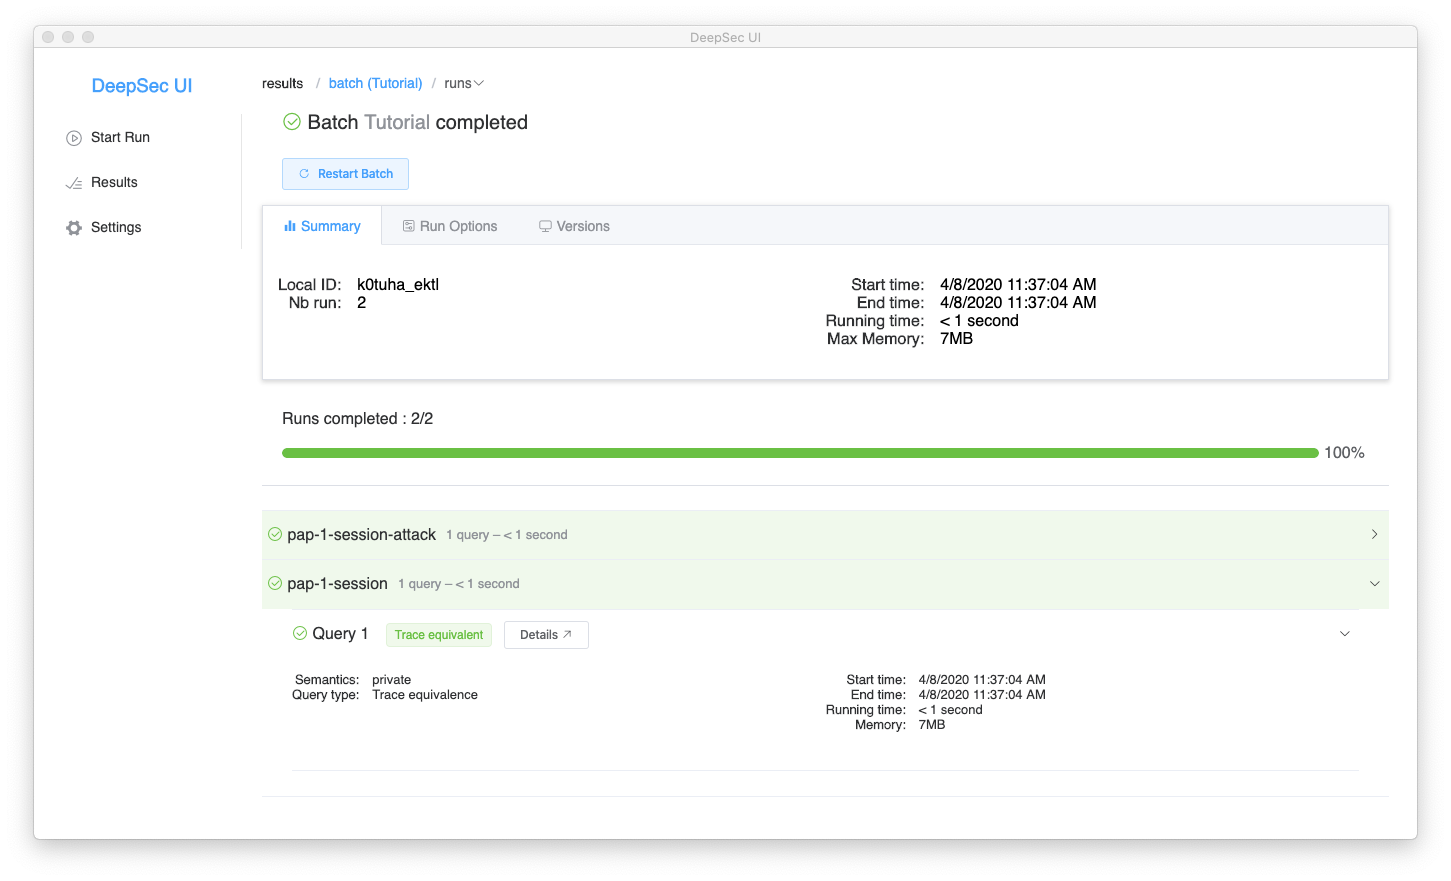 DeepSec UI
DeepSec UI
Start Run
Results
Settings
results / batch (Tutorial) / runs
Batch Tutorial completed
Restart Batch
Summary Run Options Versions
Local ID: k0tuha_ektl
Nb run: 2
Start time: 4/8/2020 11:37:04 AM
End time: 4/8/2020 11:37:04 AM
Running time: < 1 second
Max Memory: 7MB
Runs completed : 2/2
100%
pap-1-session-attack 1 query – < 1 second
pap-1-session 1 query – < 1 second
Query 1 Trace equivalent Details
Semantics: private
Query type: Trace equivalence
Start time: 4/8/2020 11:37:04 AM
End time: 4/8/2020 11:37:04 AM
Running time: < 1 second
Memory: 7MB